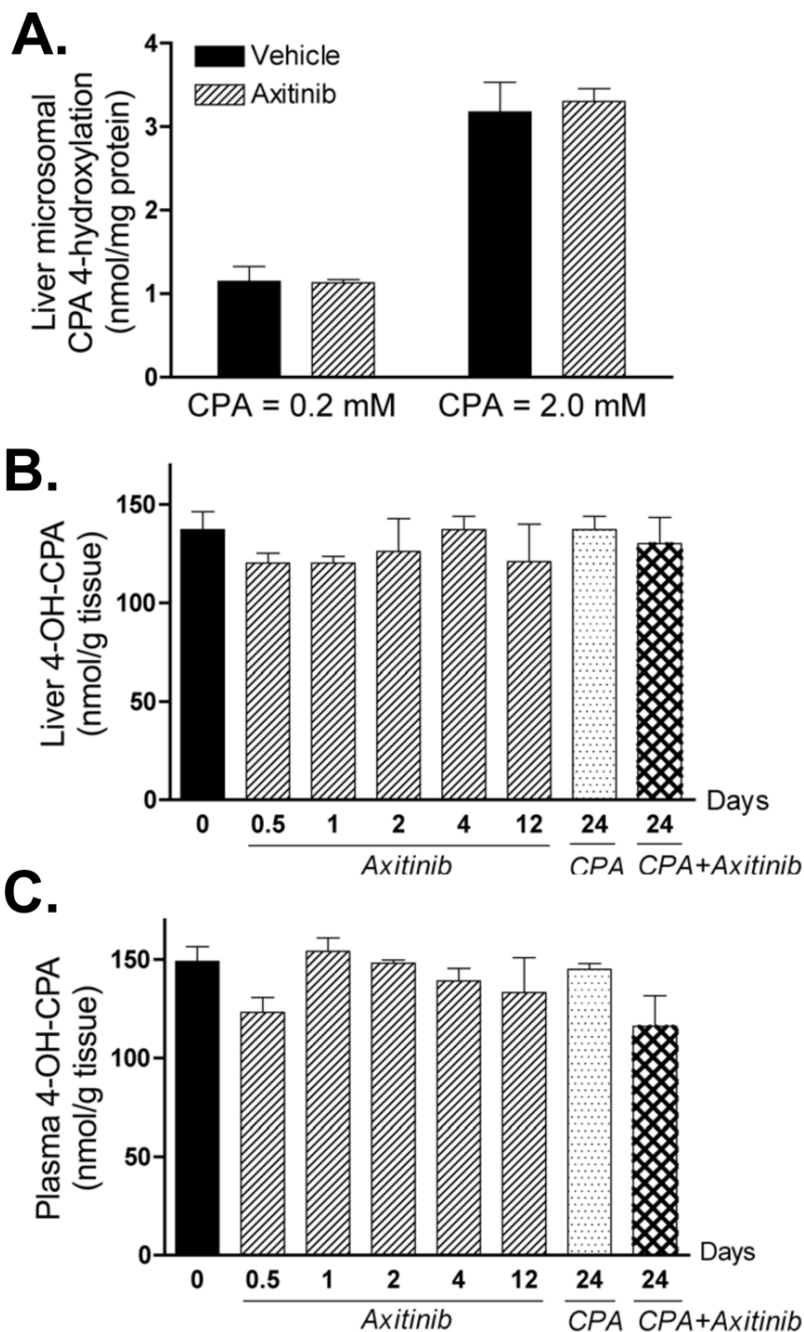 A.
Liver microsomal
CPA 4-hydroxylation
(nmol/mg protein)
4
3
2
1
0
Vehicle
Axitinib
CPA = 0.2 mM
CPA = 2.0 mM
B.
Liver 4-OH-CPA
(nmol/g tissue)
150
100
50
0
Days
0 0.5 1 2 4 12 24 24
Axitinib CPA CPA+Axitinib
C.
Plasma 4-OH-CPA
(nmol/g tissue)
150
100
50
0
Days
0 0.5 1 2 4 12 24 24
Axitinib CPA CPA+Axitinib